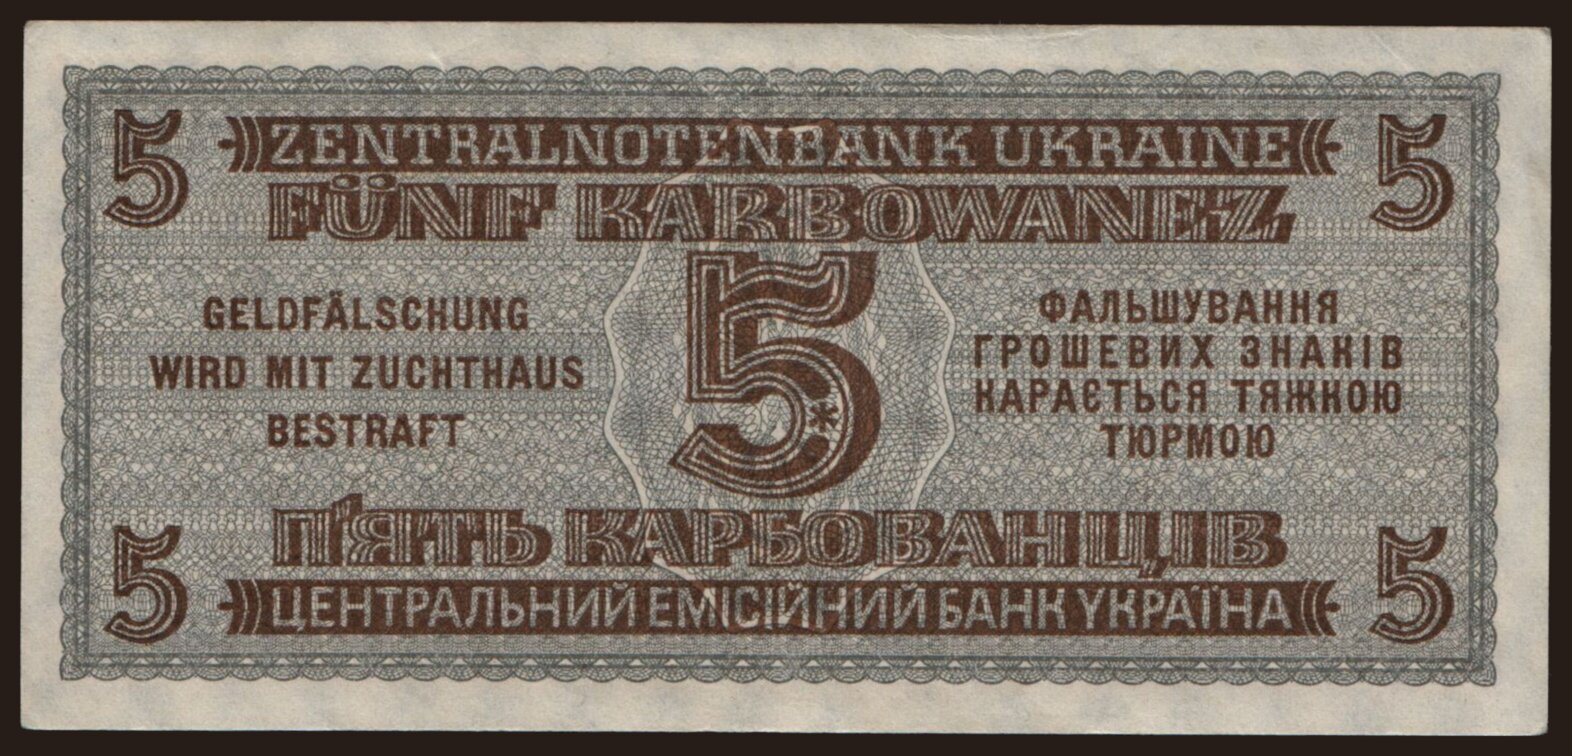 5 ZENTRALNOTENBANK UKRAINE 5
FÜNF KARBOWANEZ
5
GELDFÄLSCHUNG
WIRD MIT ZUCHTHAUS
BESTRAFT
ФАЛЬШУВАННЯ
ГРОШЕВИХ ЗНАКІВ
КАРАЄТЬСЯ ТЯЖКОЮ
ТЮРМОЮ
П'ЯТЬ КАРБОВАНЦІВ
5 ЦЕНТРАЛЬНИЙ ЕМІСІЙНИЙ БАНК УКРАЇНА 5